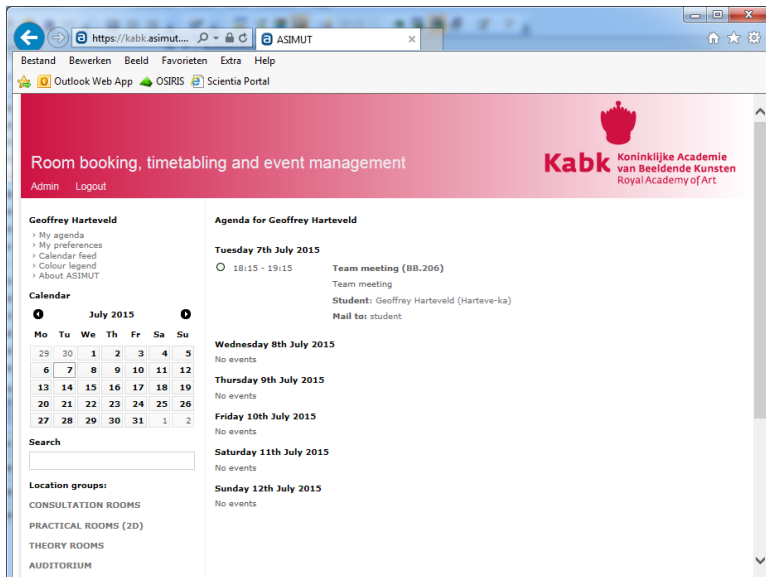 https://kabk.asimut....
ASIMUT
Bestand Bewerken Beeld Favorieten Extra Help
Outlook Web App OSIRIS Scientia Portal
Room booking, timetabling and event management
Admin Logout
Kabk
Koninklijke Academie
van Beeldende Kunsten
Royal Academy of Art
Geoffrey Harteveld
› My agenda
› My preferences
› Calendar feed
› Colour legend
› About ASIMUT
Calendar
July 2015
Mo Tu We Th Fr Sa Su
29 30 1 2 3 4 5
6 7 8 9 10 11 12
13 14 15 16 17 18 19
20 21 22 23 24 25 26
27 28 29 30 31 1 2
Search
Location groups:
CONSULTATION ROOMS
PRACTICAL ROOMS (2D)
THEORY ROOMS
AUDITORIUM
Agenda for Geoffrey Harteveld
Tuesday 7th July 2015
18:15 - 19:15 Team meeting (BB.206)
Team meeting
Student: Geoffrey Harteveld (Harteve-ka)
Mail to: student
Wednesday 8th July 2015
No events
Thursday 9th July 2015
No events
Friday 10th July 2015
No events
Saturday 11th July 2015
No events
Sunday 12th July 2015
No events